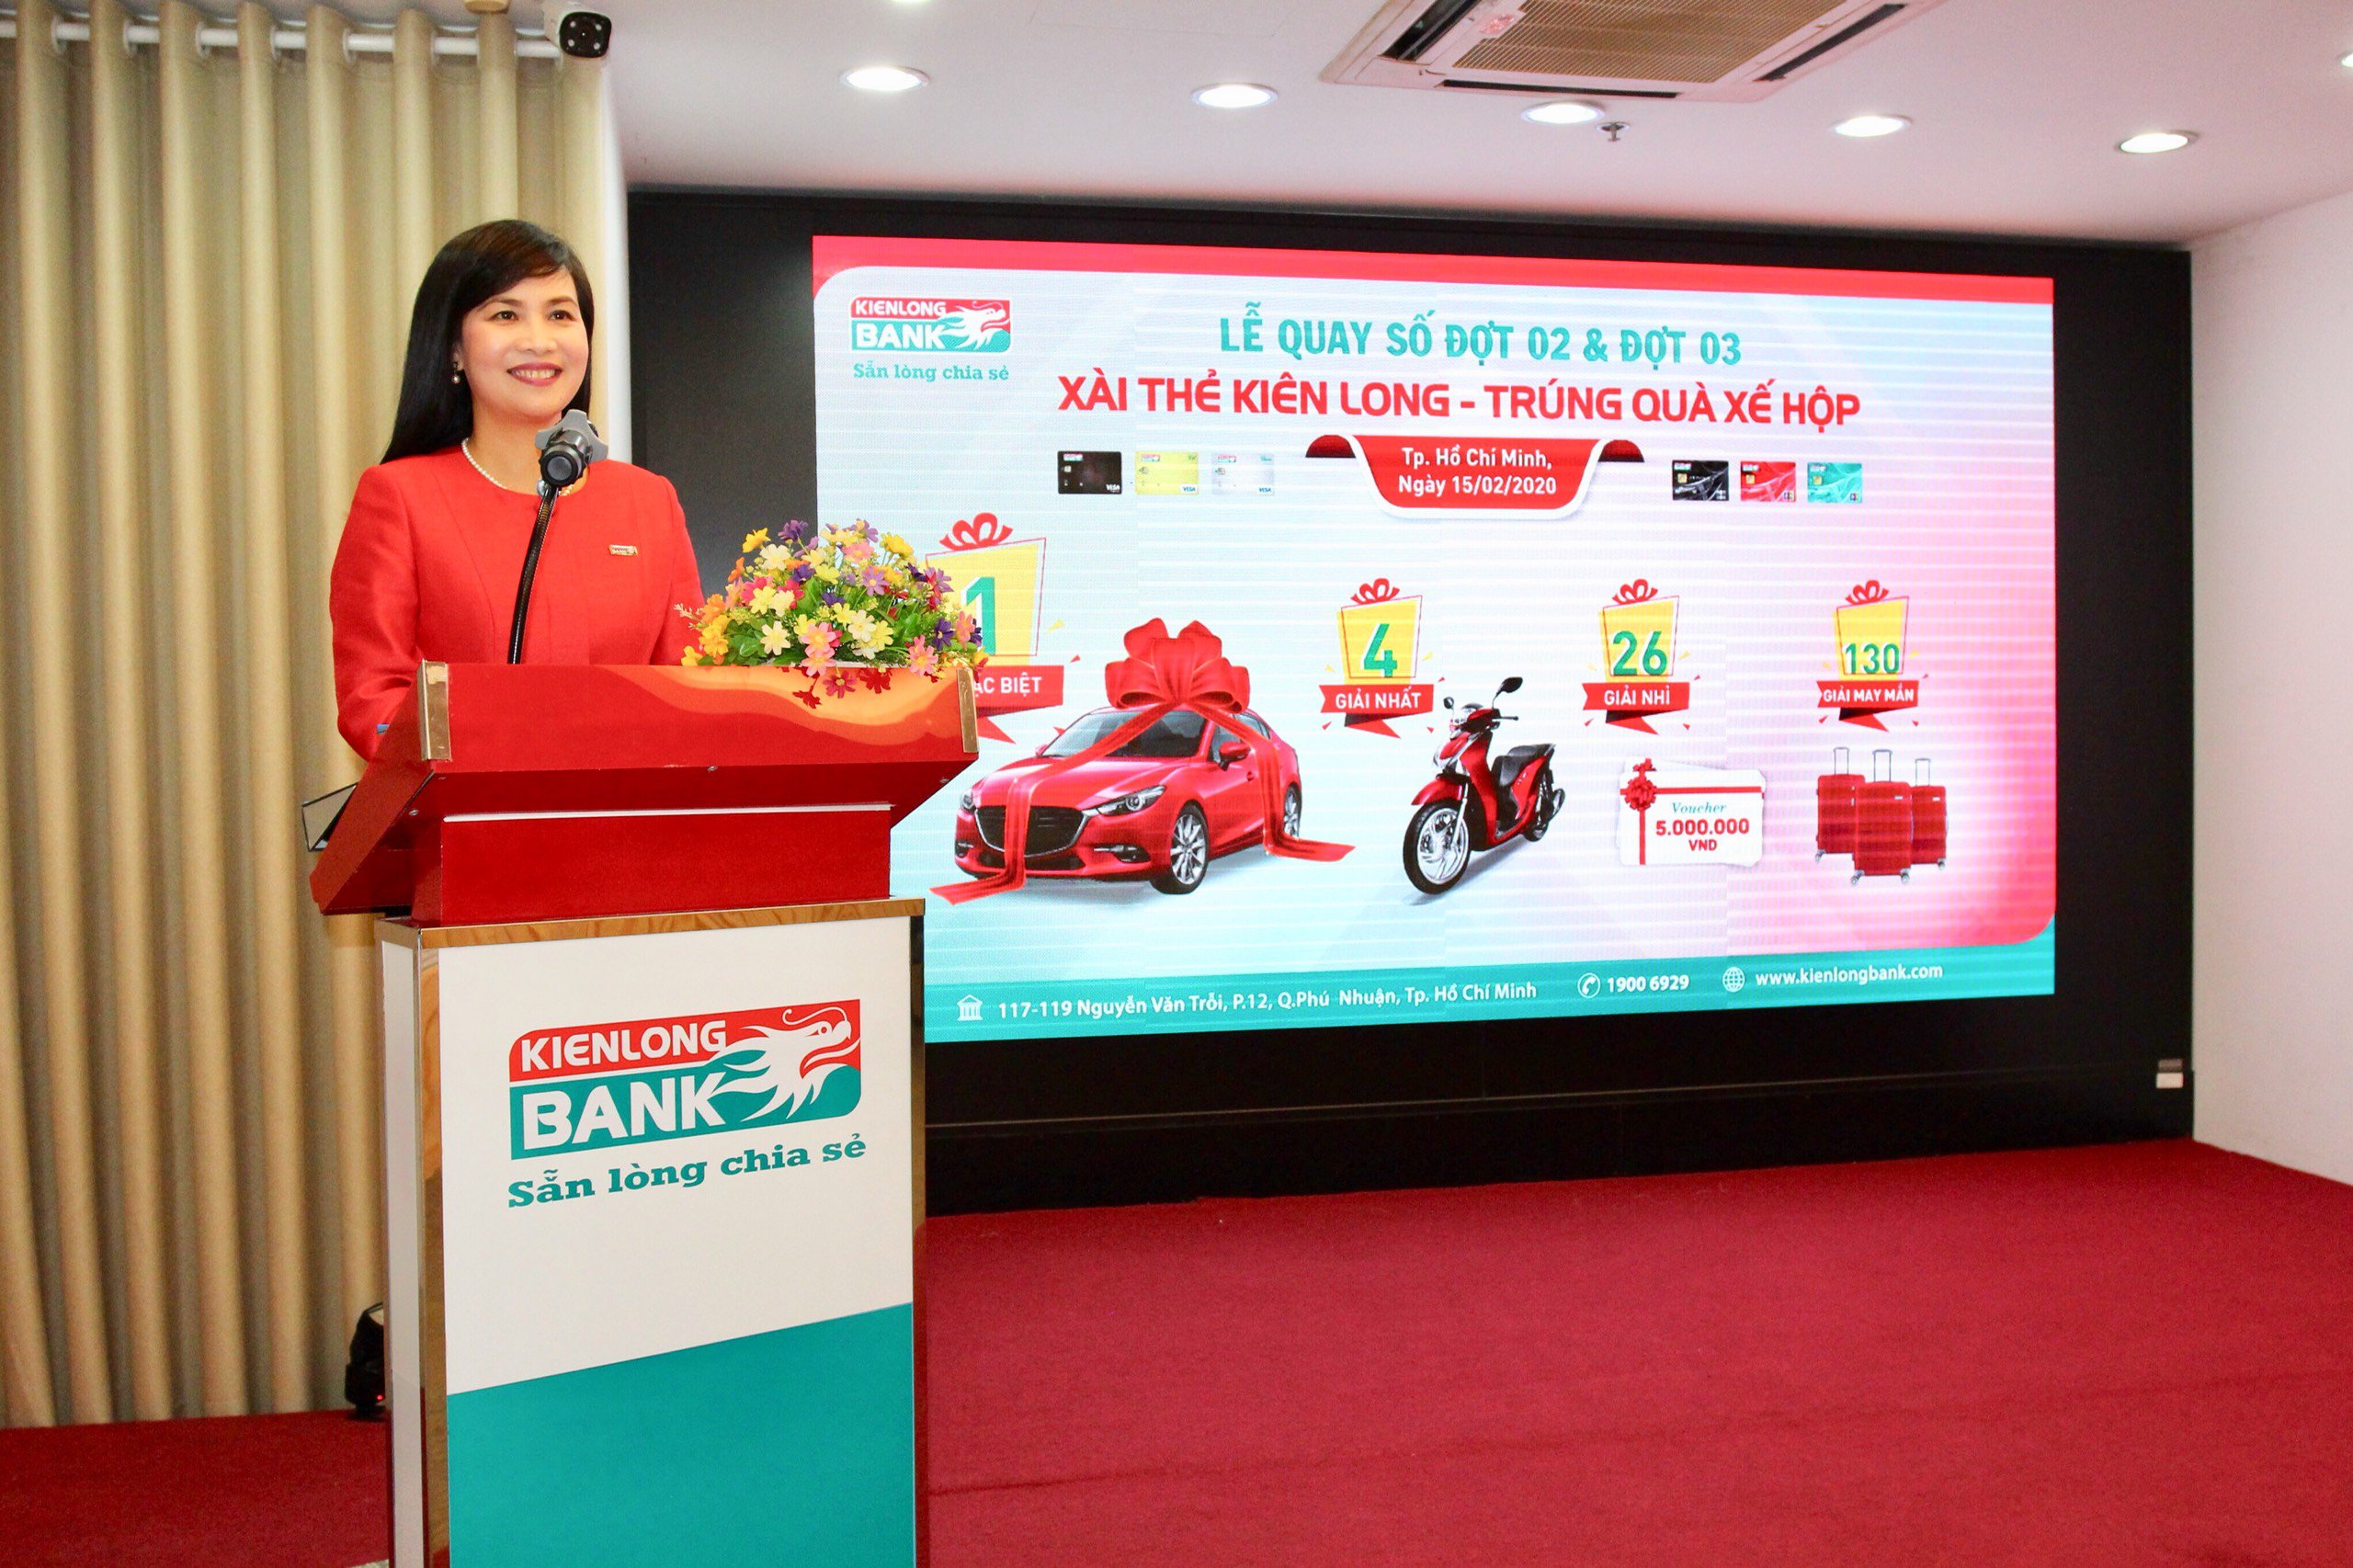 KIENLONG
BANK
Sẵn lòng chia sẻ
LỄ QUAY SỐ ĐỢT 02 & ĐỢT 03
XÀI THẺ KIÊN LONG - TRÚNG QUÀ XẾ HỘP
Tp. Hồ Chí Minh,
Ngày 15/02/2020
VISA
VISA
VISA
1
BIỆT
4
GIẢI NHẤT
26
GIẢI NHÌ
130
GIẢI MAY MẮN
Voucher
5.000.000
VND
117-119 Nguyễn Văn Trỗi, P.12, Q.Phú Nhuận, Tp. Hồ Chí Minh
1900 6929
www.kienlongbank.com
KIENLONG
BANK
Sẵn lòng chia sẻ